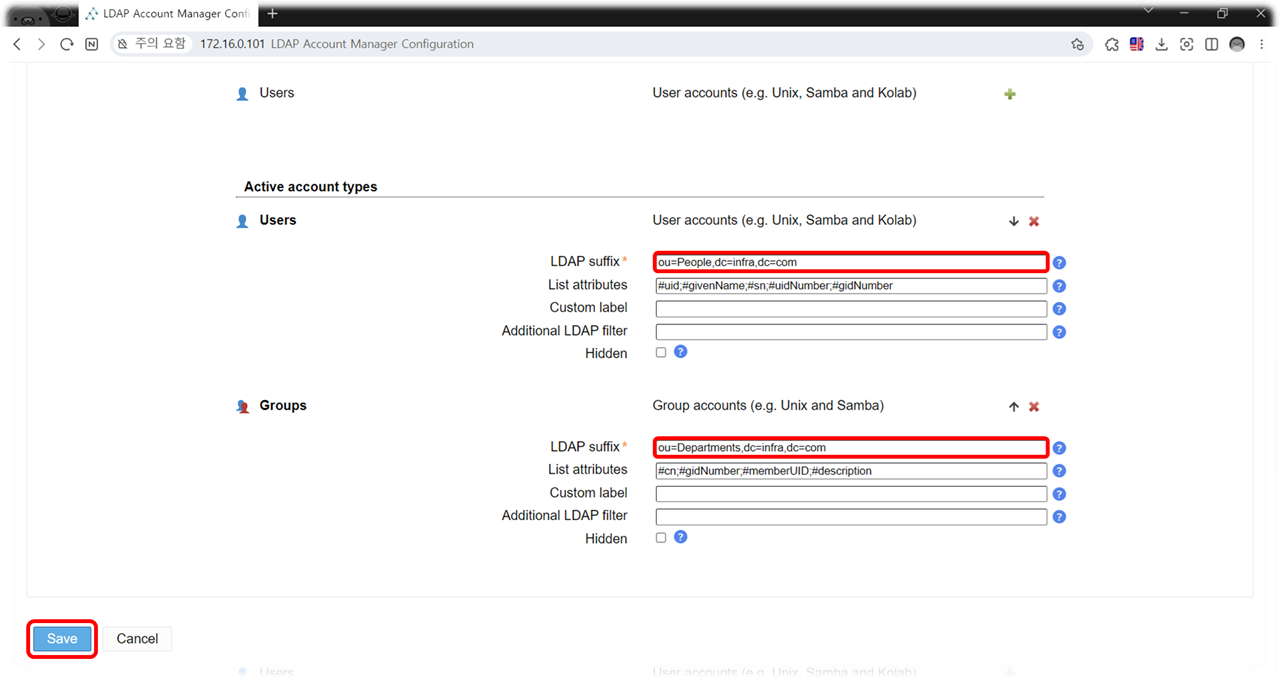 LDAP Account Manager Confi
주의 요함 172.16.0.101 LDAP Account Manager Configuration
Users User accounts (e.g. Unix, Samba and Kolab)
Active account types
Users User accounts (e.g. Unix, Samba and Kolab)
LDAP suffix* ou=People,dc=infra,dc=com
List attributes #uid;#givenName;#sn;#uidNumber;#gidNumber
Custom label
Additional LDAP filter
Hidden
Groups Group accounts (e.g. Unix and Samba)
LDAP suffix* ou=Departments,dc=infra,dc=com
List attributes #cn;#gidNumber;#memberUID;#description
Custom label
Additional LDAP filter
Hidden
Save Cancel
Users User accounts (e.g. Unix, Samba and Kolab)